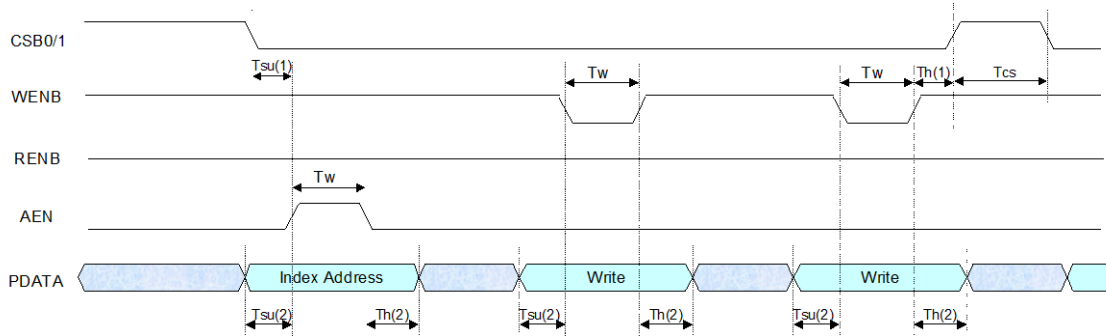 CSB0/1
Tsu(1) Tw Tw Th(1) Tcs
WENB
RENB
Tw
AEN
PDATA Index Address Write Write
Tsu(2) Th(2) Tsu(2) Th(2) Tsu(2) Th(2)